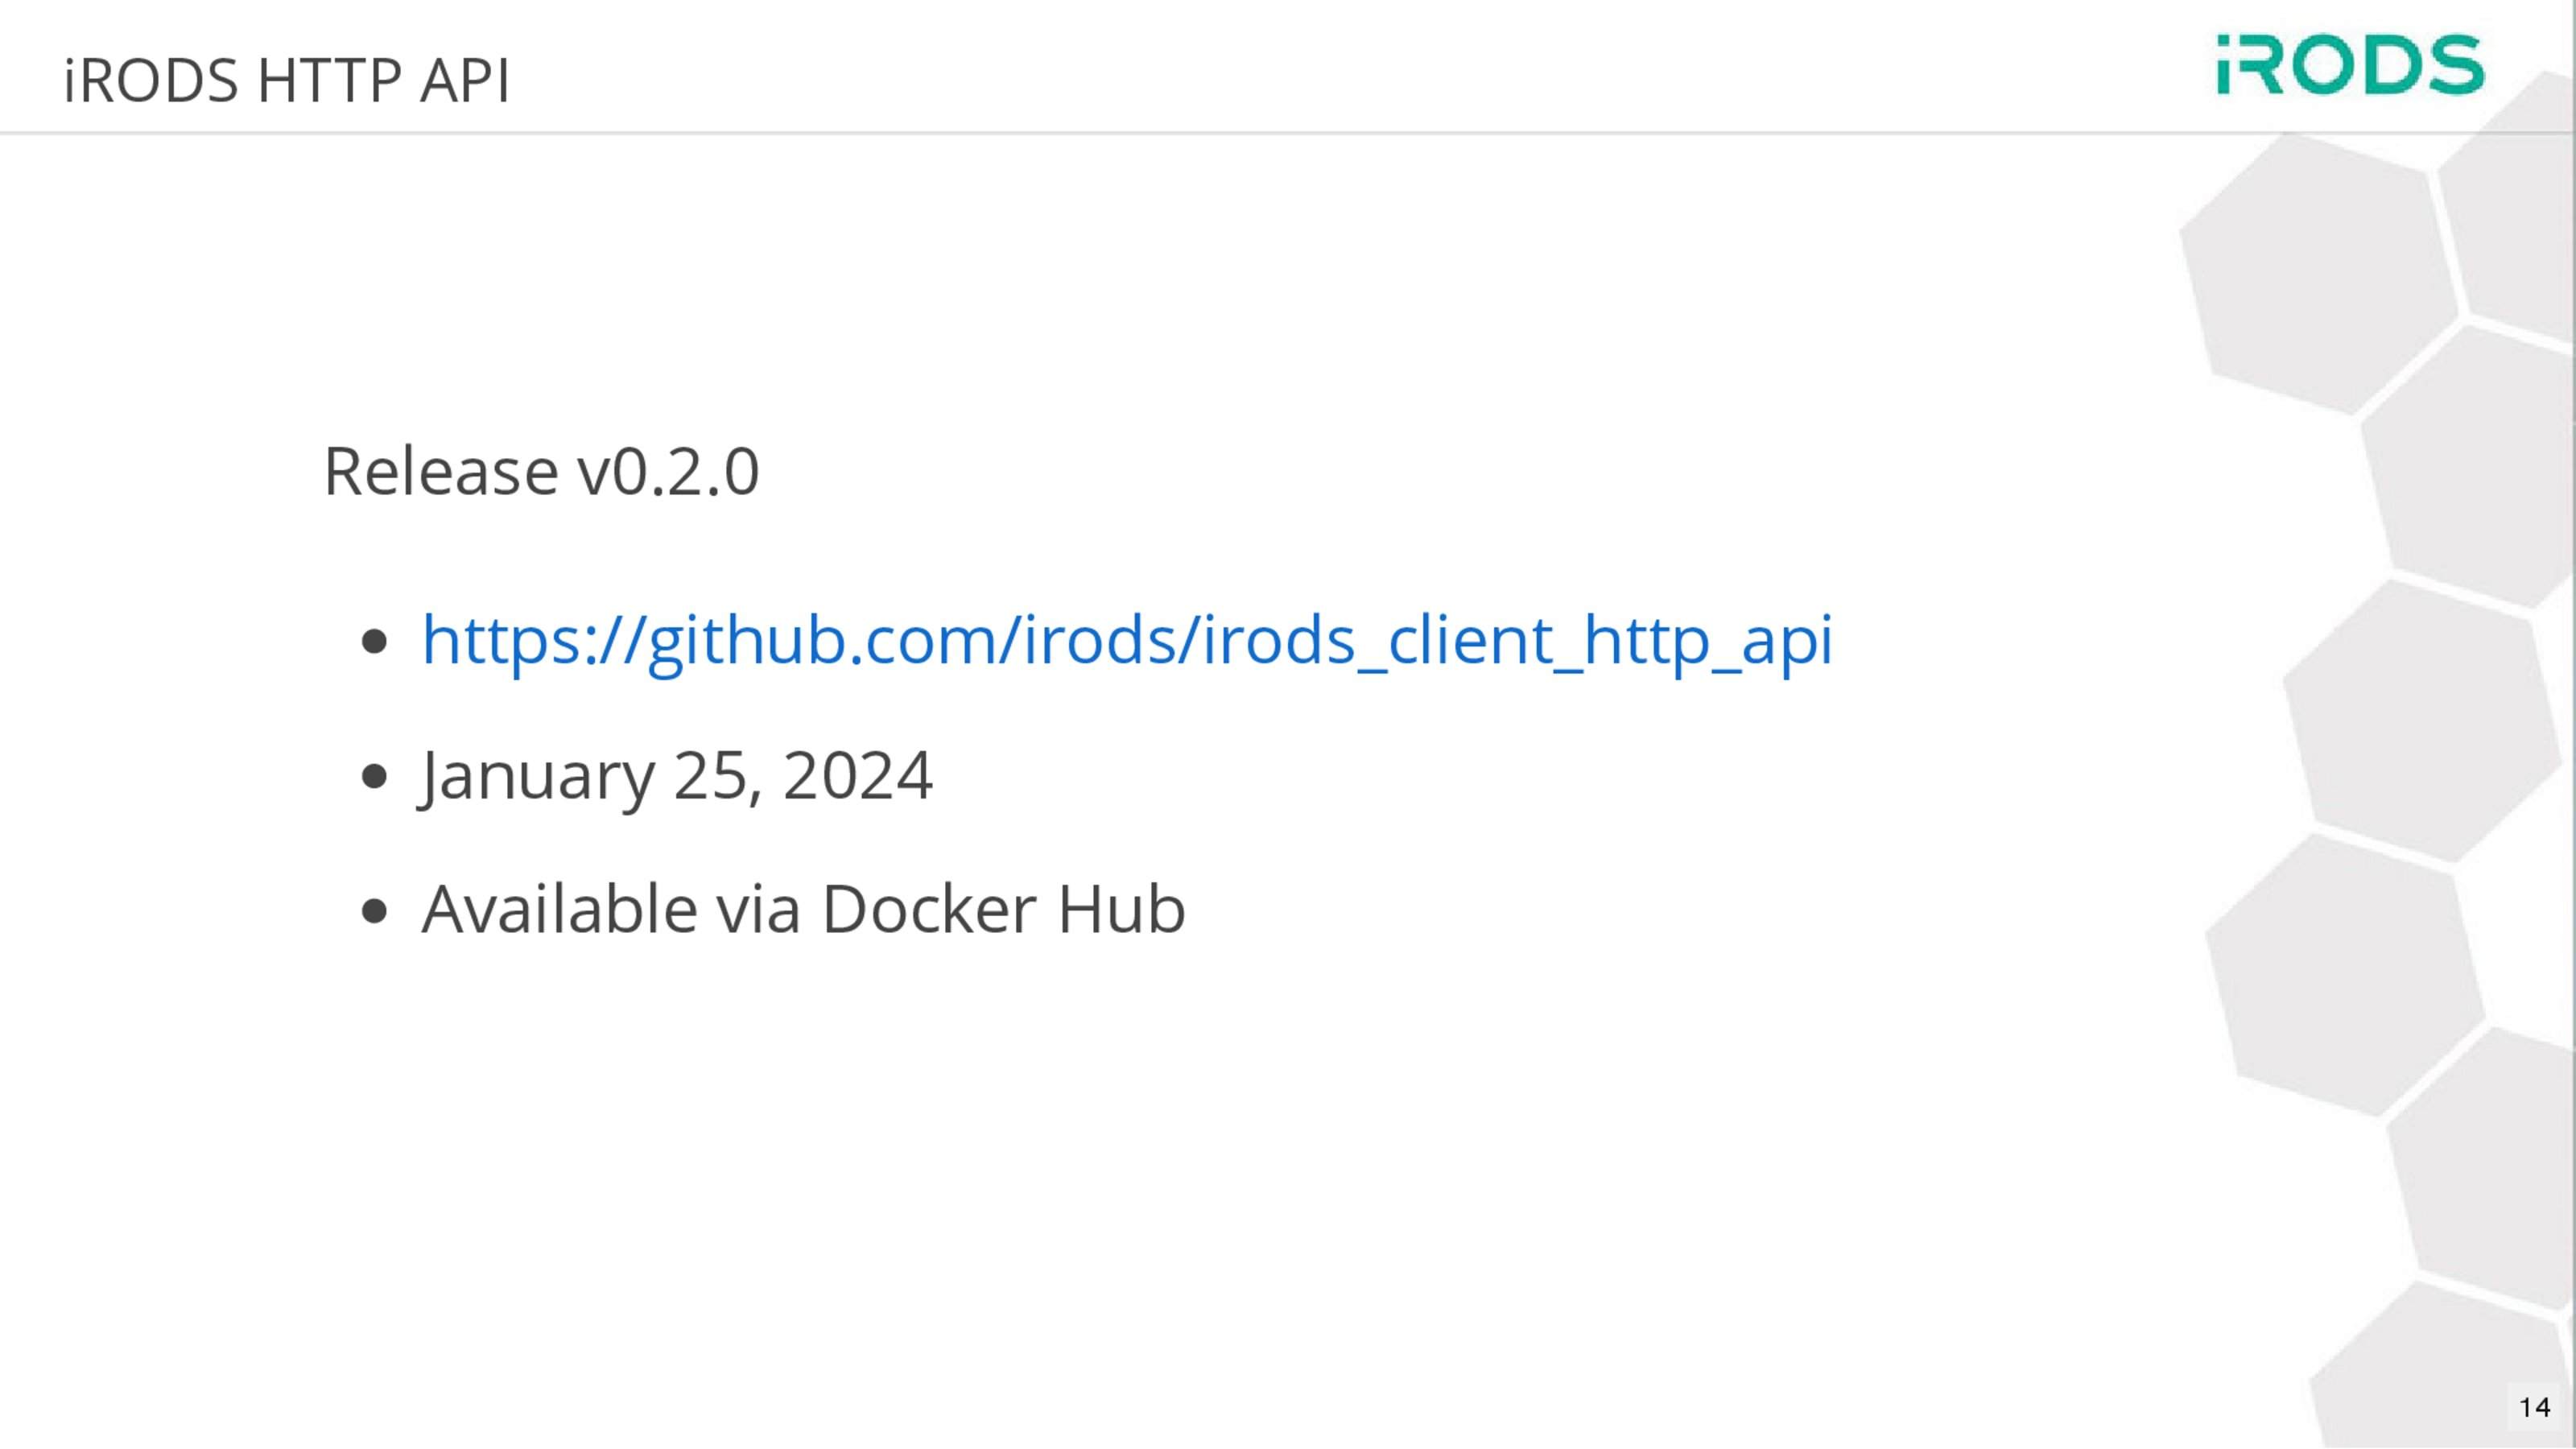 iRODS HTTP API
iRODS
Release v0.2.0
• https://github.com/irods/irods_client_http_api
• January 25, 2024
• Available via Docker Hub
14